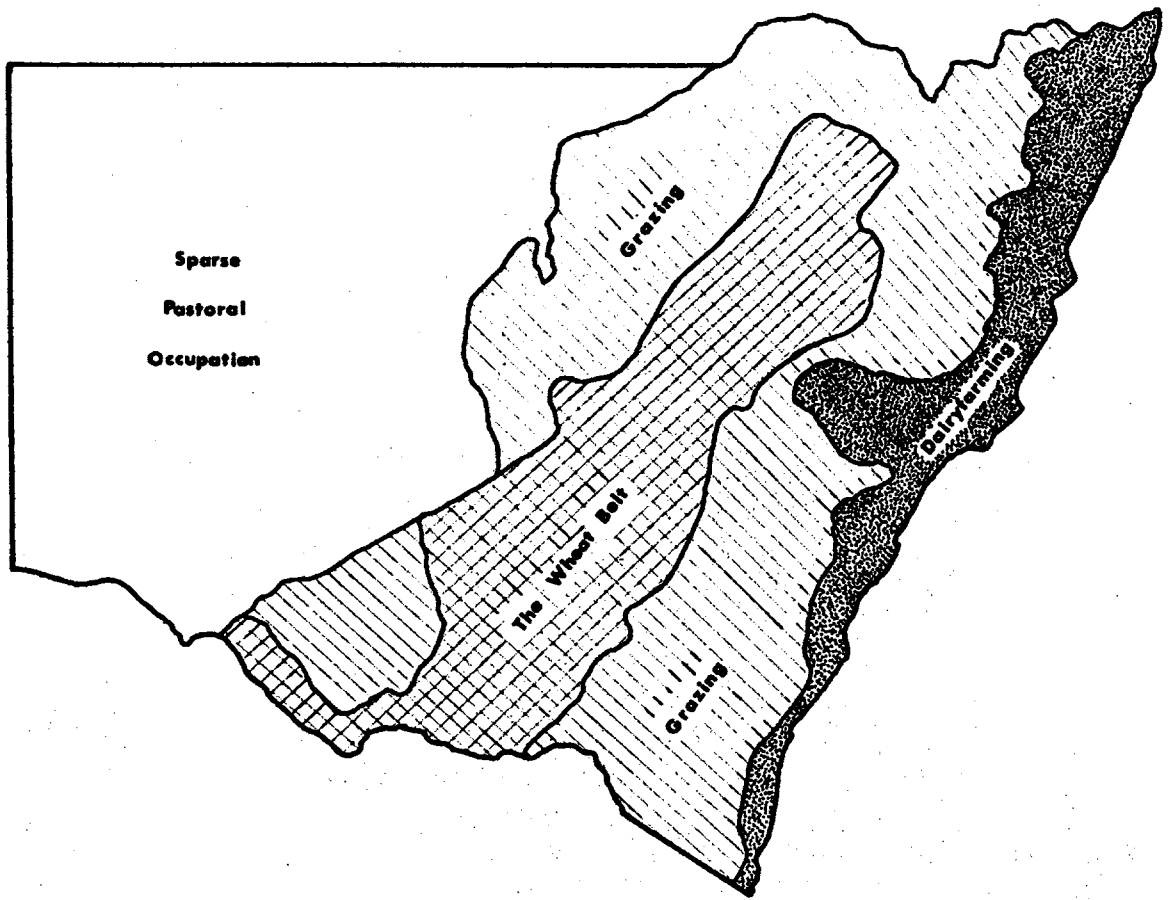 Sparse
Pastoral
Occupation
Grazing
Dairyfarming
The Wheat Belt
Grazing